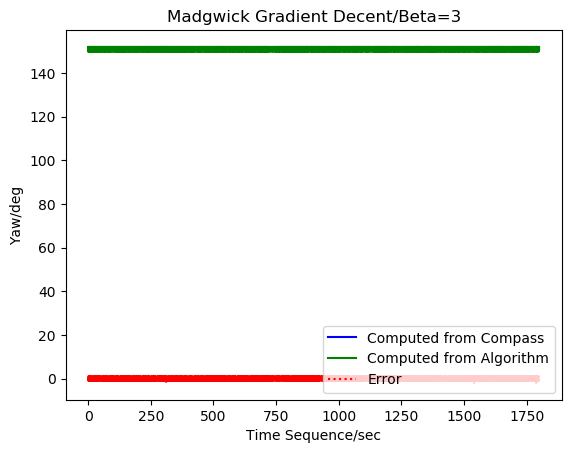 Madgwick Gradient Decent/Beta=3
140
120
100
80
60
40
20
0
Yaw/deg
Computed from Compass
Computed from Algorithm
Error
0
250
500
750
1000
1250
1500
1750
Time Sequence/sec